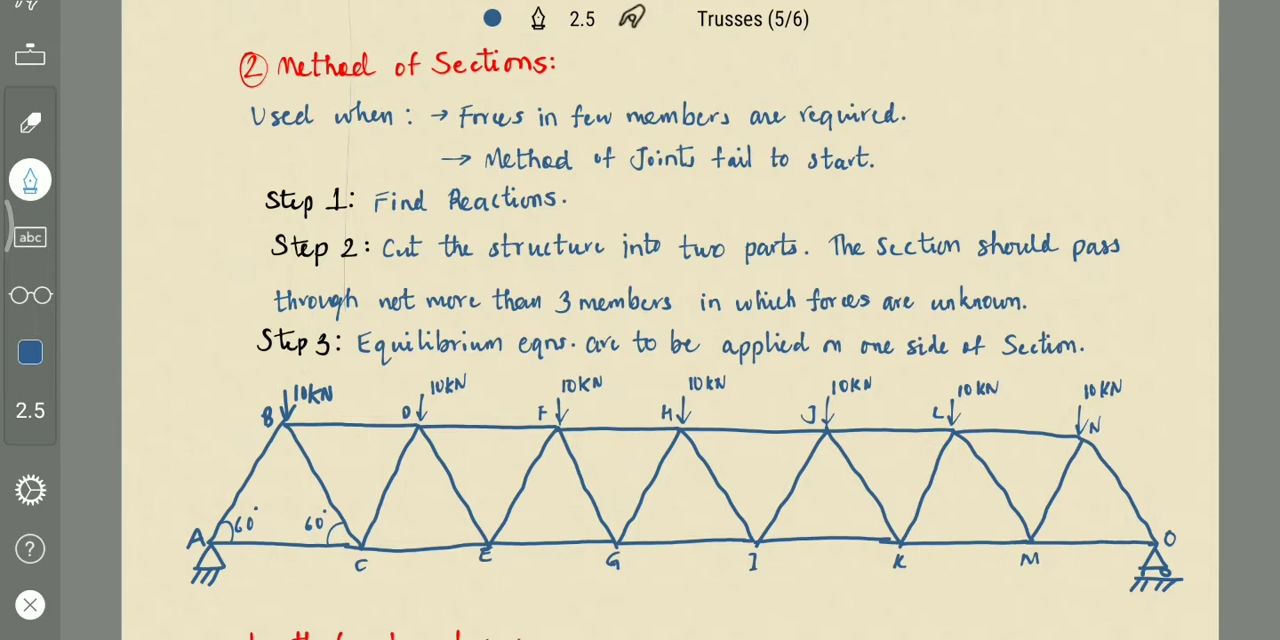 2.5 Trusses (5/6)
② Method of Sections:
Used when : → Forces in few members are required.
→ Method of Joints fail to start.
abc
Step 1: Find Reactions.
Step 2: Cut the structure into two parts. The Section should pass
through not more than 3 members in which forces are unknown.
Step 3: Equilibrium eqns. are to be applied on one side of Section.
2.5
10KN 10KN 10KN 10KN 10KN 10KN 10KN
B D F H J L N
A 60° 60° O
C E G I K M